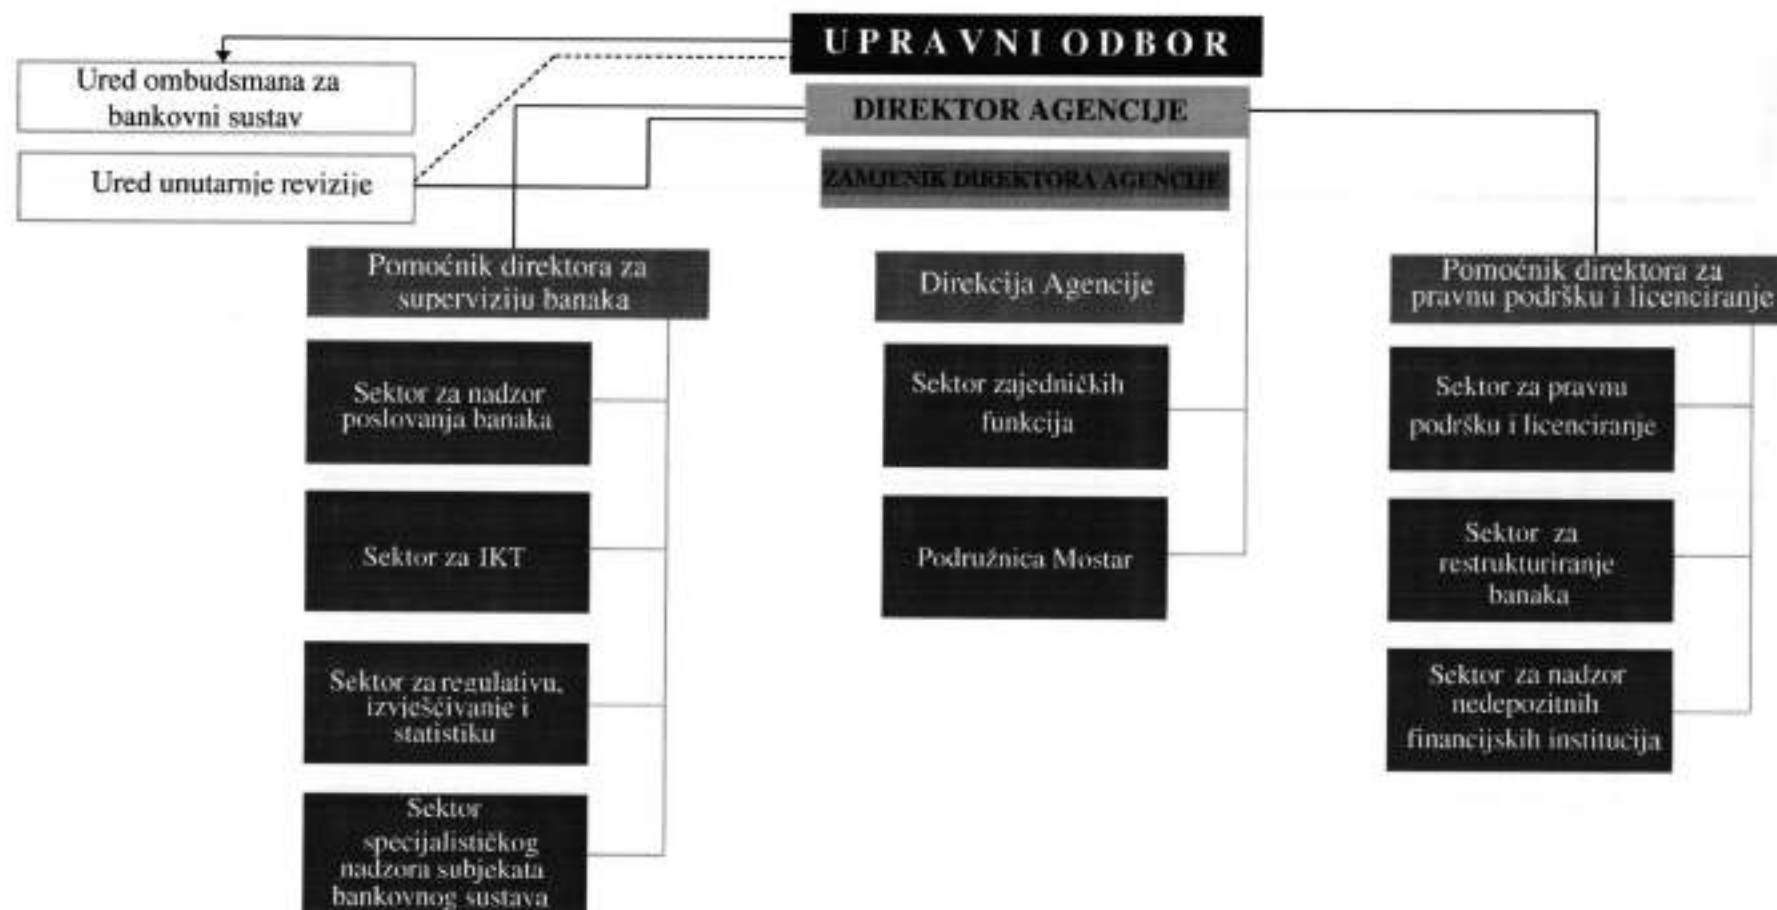 UPRAVNI ODBOR
Ured ombudsmana za
bankovni sustav
DIREKTOR AGENCIJE
Ured unutarnje revizije
ZAMJENIK DIREKTORA AGENCIJE
Pomoćnik direktora za
superviziju banaka
Direkcija Agencije
Pomoćnik direktora za
pravnu podršku i licenciranje
Sektor za nadzor
poslovanja banaka
Sektor za IKT
Sektor za regulativu,
izvješćivanje i
statistiku
Sektor
specijalističkog
nadzora subjekata
bankovnog sustava
Sektor zajedničkih
funkcija
Podružnica Mostar
Sektor za pravnu
podršku i licenciranje
Sektor za
restrukturiranje
banaka
Sektor za nadzor
nedepozitnih
financijskih institucija